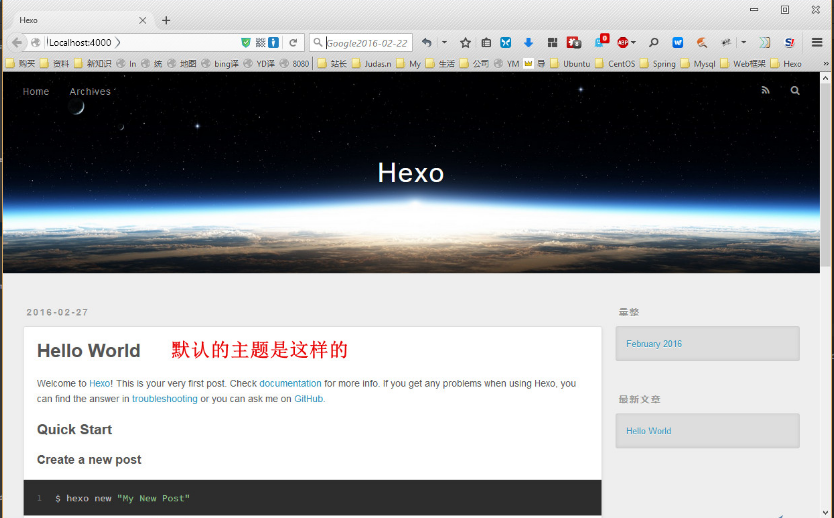 Hexo
Localhost:4000
Google2016-02-22
购买 资料 新知识 In 统 地图 bing译 YD译 8080 站长 Judas.n My 生活 公司 YM 导 Ubuntu CentOS Spring Mysql Web框架 Hexo
Home Archives
Hexo
2016-02-27
Hello World 默认的主题是这样的
Welcome to Hexo! This is your very first post. Check documentation for more info. If you get any problems when using Hexo, you
can find the answer in troubleshooting or you can ask me on GitHub.
Quick Start
Create a new post
1 $ hexo new "My New Post"
最整
February 2016
最新文章
Hello World